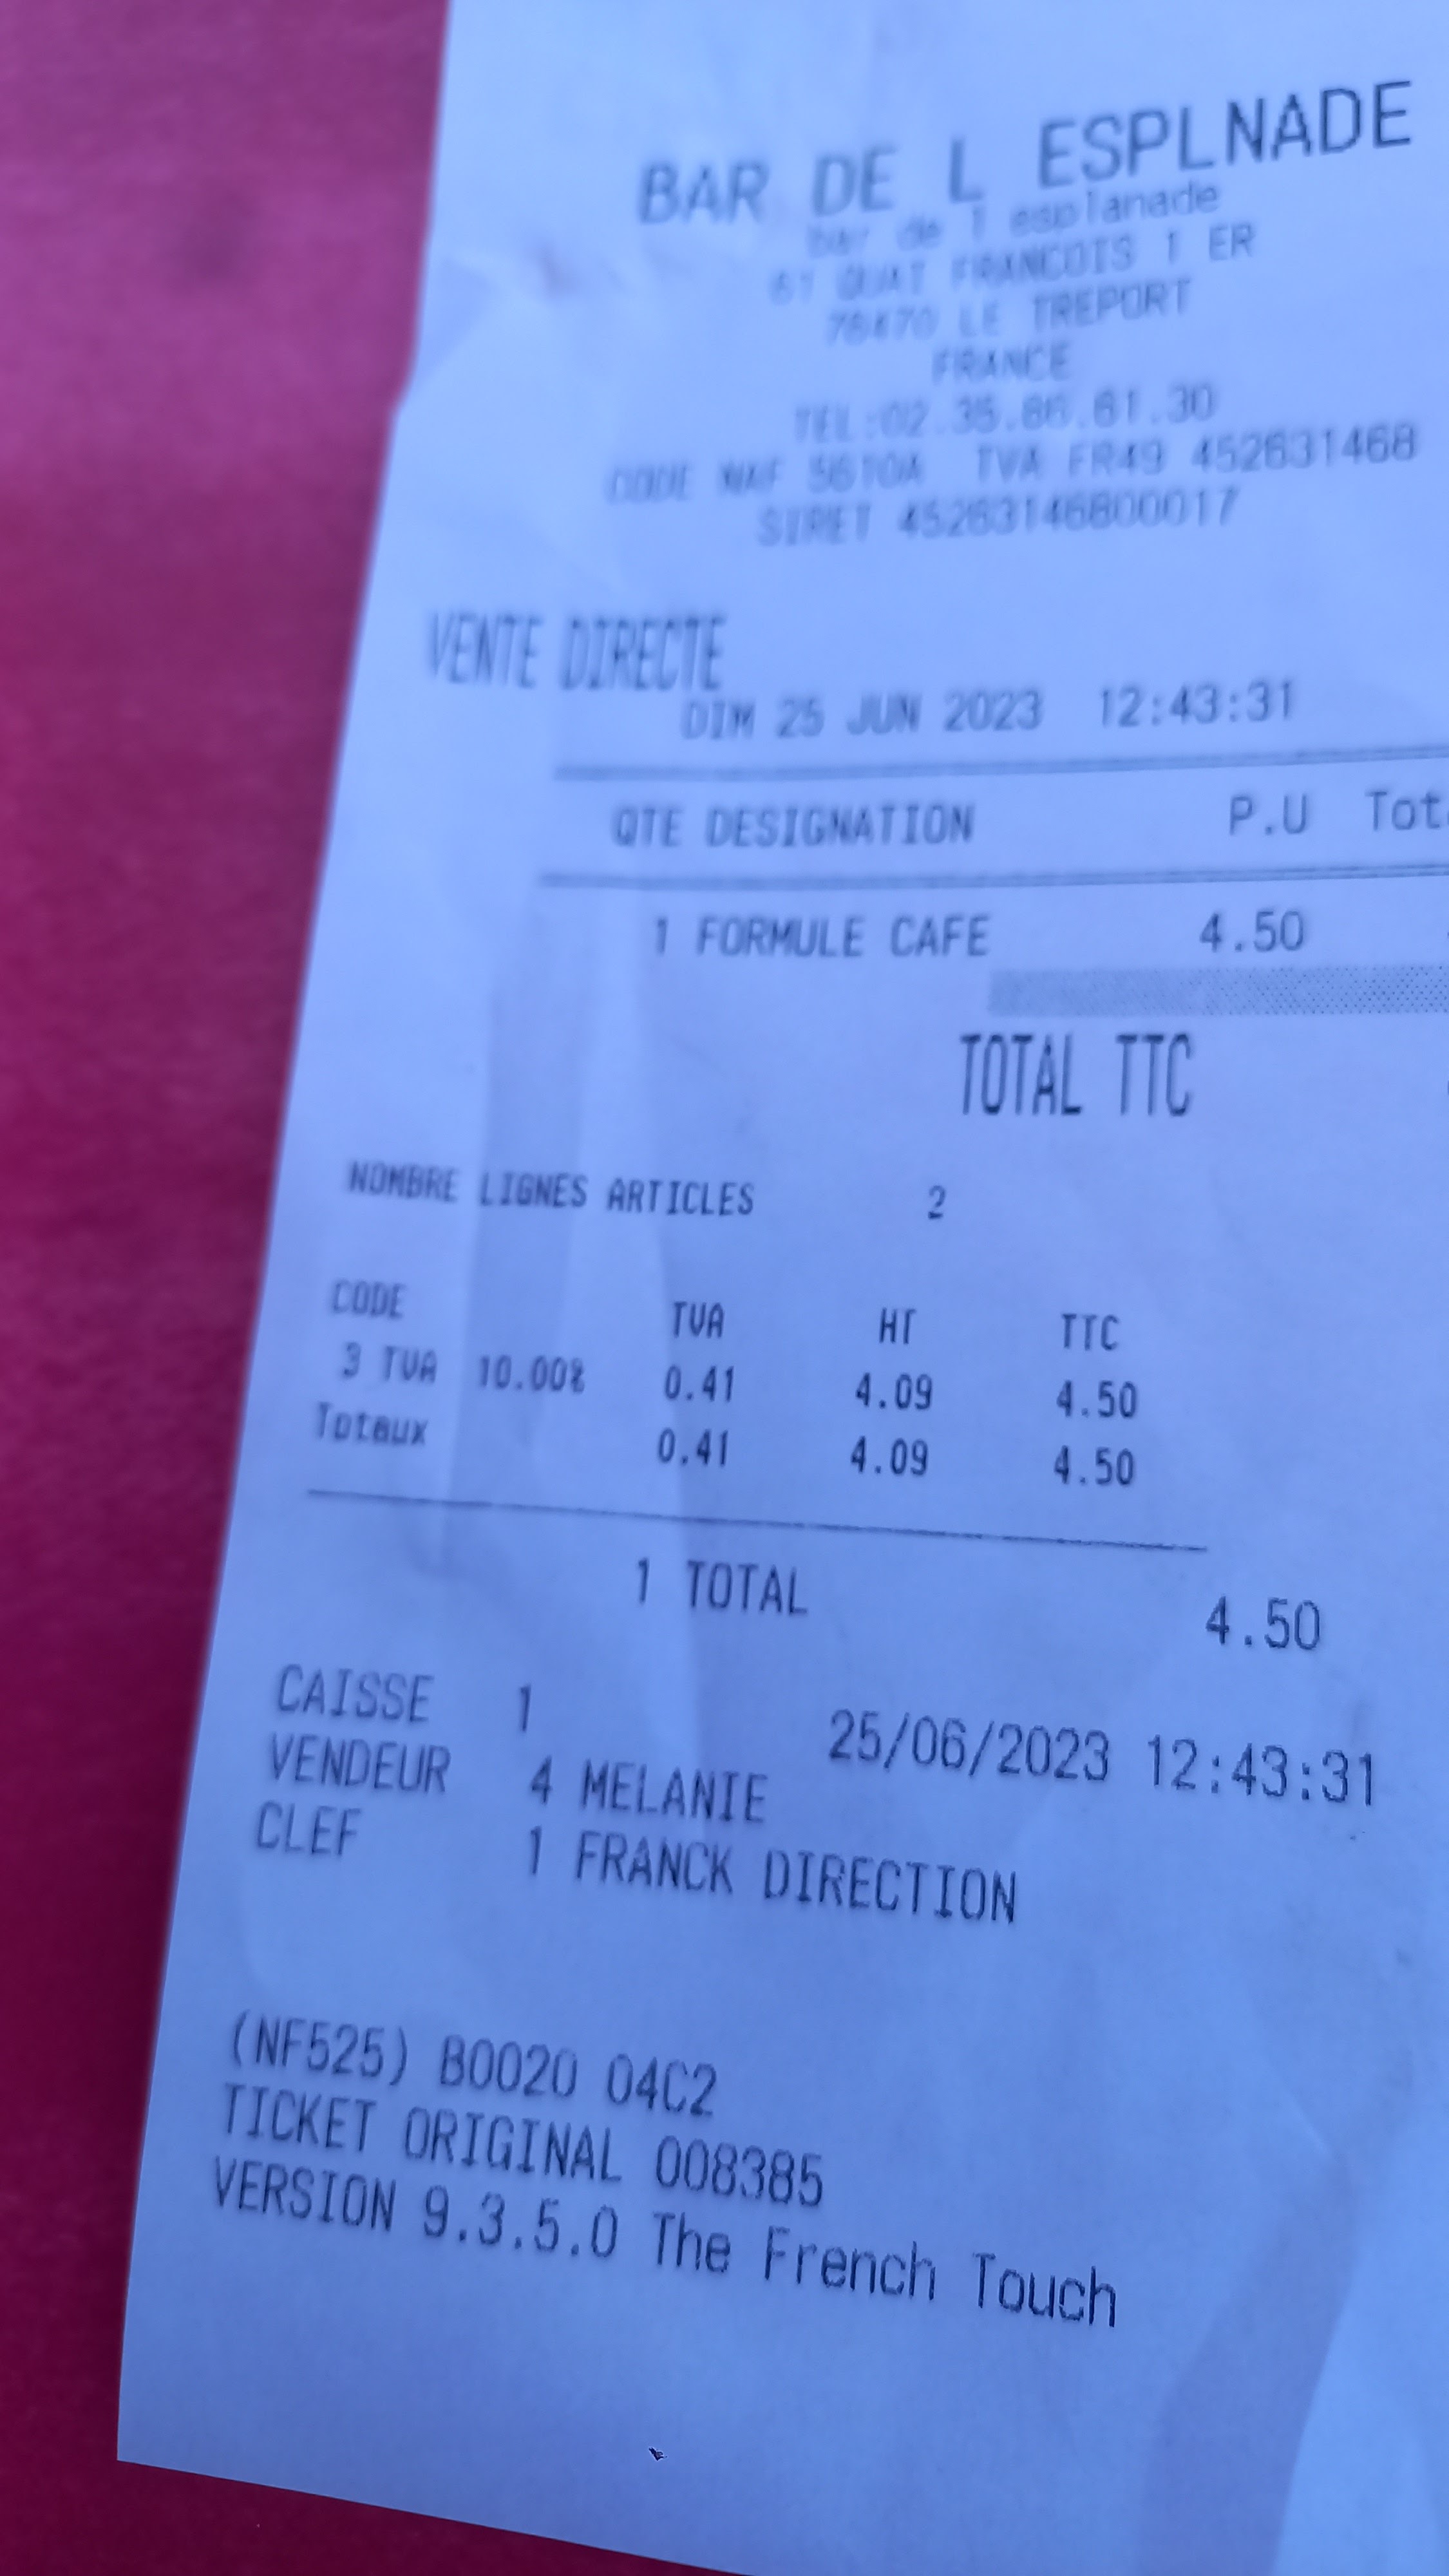 BAR DE L ESPLNADE
bar de l esplanade
61 QUAI FRANCOIS 1 ER
76470 LE TREPORT
FRANCE
TEL:02.35.86.61.30
CODE NAF 5610A TVA FR49 452631468
SIRET 45263146800017
VENTE DIRECTE
DIM 25 JUN 2023 12:43:31
QTE DESIGNATION P.U
1 FORMULE CAFE 4.50
TOTAL TTC
NOMBRE LIGNES ARTICLES 2
CODE TVA HT TTC
3 TVA 10.00% 0.41 4.09 4.50
Totaux 0.41 4.09 4.50
1 TOTAL 4.50
CAISSE 1 25/06/2023 12:43:31
VENDEUR 4 MELANIE
CLEF 1 FRANCK DIRECTION
(NF525) B0020 04C2
TICKET ORIGINAL 008385
VERSION 9.3.5.0 The French Touch